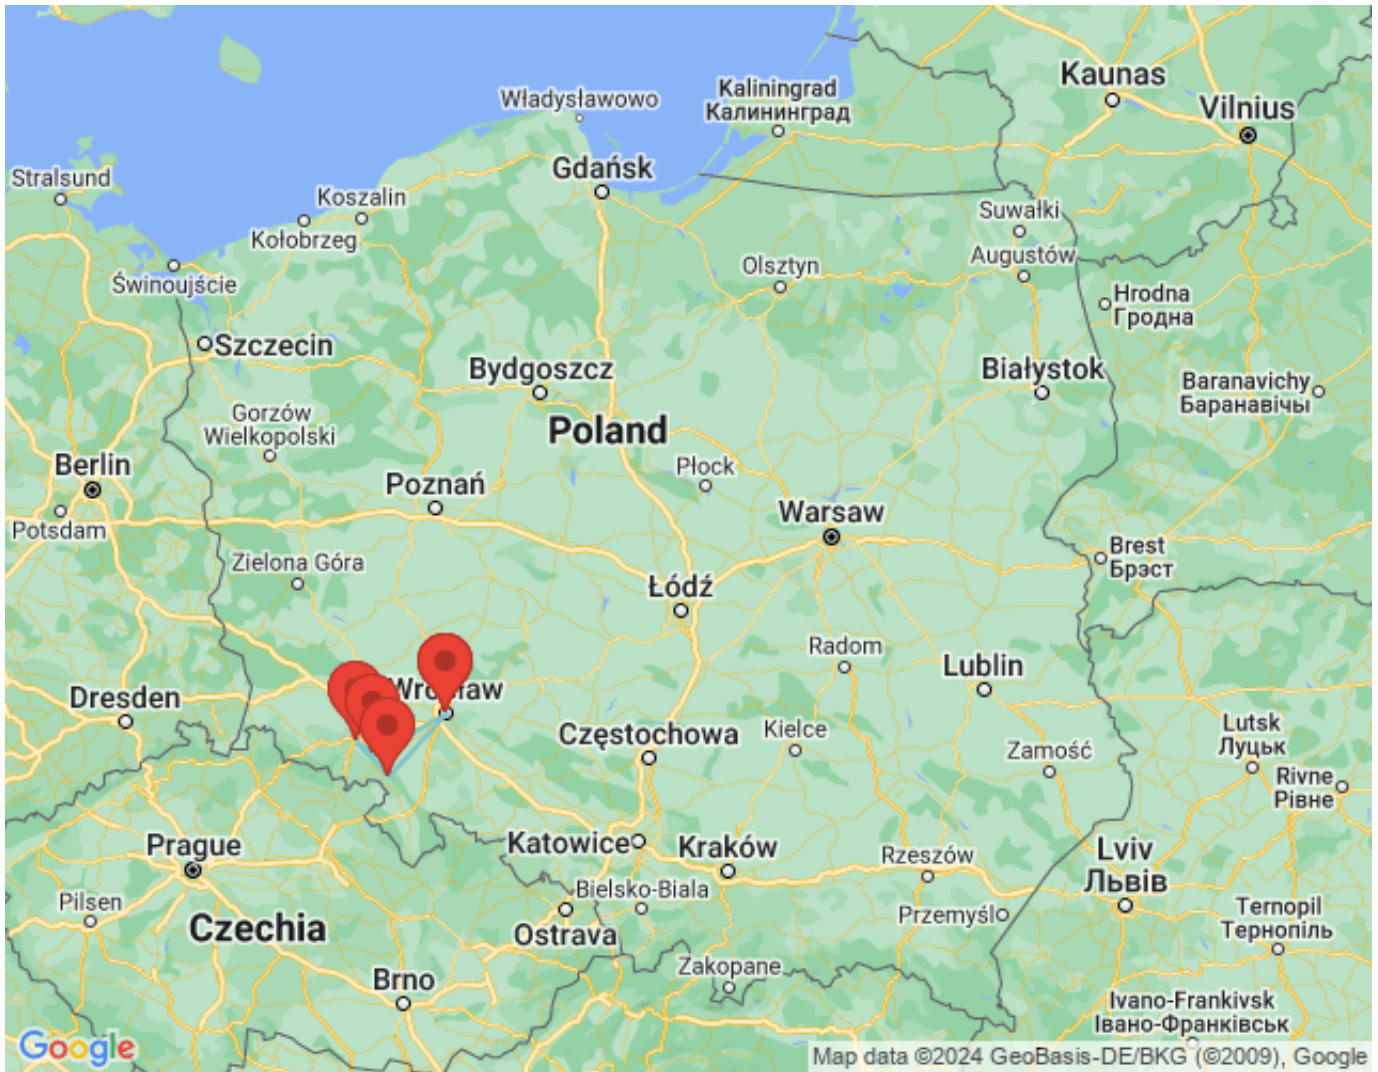 Kaunas
Vilnius
Kaliningrad
Калининград
Władysławowo
Gdańsk
Stralsund
Koszalin
Kołobrzeg
Suwałki
Augustów
Olsztyn
Świnoujście
Hrodna
Гродна
Szczecin
Bydgoszcz
Białystok
Baranavichy
Баранавічы
Gorzów
Wielkopolski
Poland
Berlin
Płock
Poznań
Potsdam
Warsaw
Brest
Брэст
Zielona Góra
Łódź
Radom
Lublin
Dresden
Wrocław
Częstochowa
Kielce
Lutsk
Луцьк
Zamość
Rivne
Рівне
Prague
Katowice
Kraków
Rzeszów
Lviv
Львів
Pilsen
Bielsko-Biala
Przemyśl
Ternopil
Тернопіль
Czechia
Ostrava
Zakopane
Brno
Ivano-Frankivsk
Івано-Франківськ
Google
Map data ©2024 GeoBasis-DE/BKG (©2009), Google